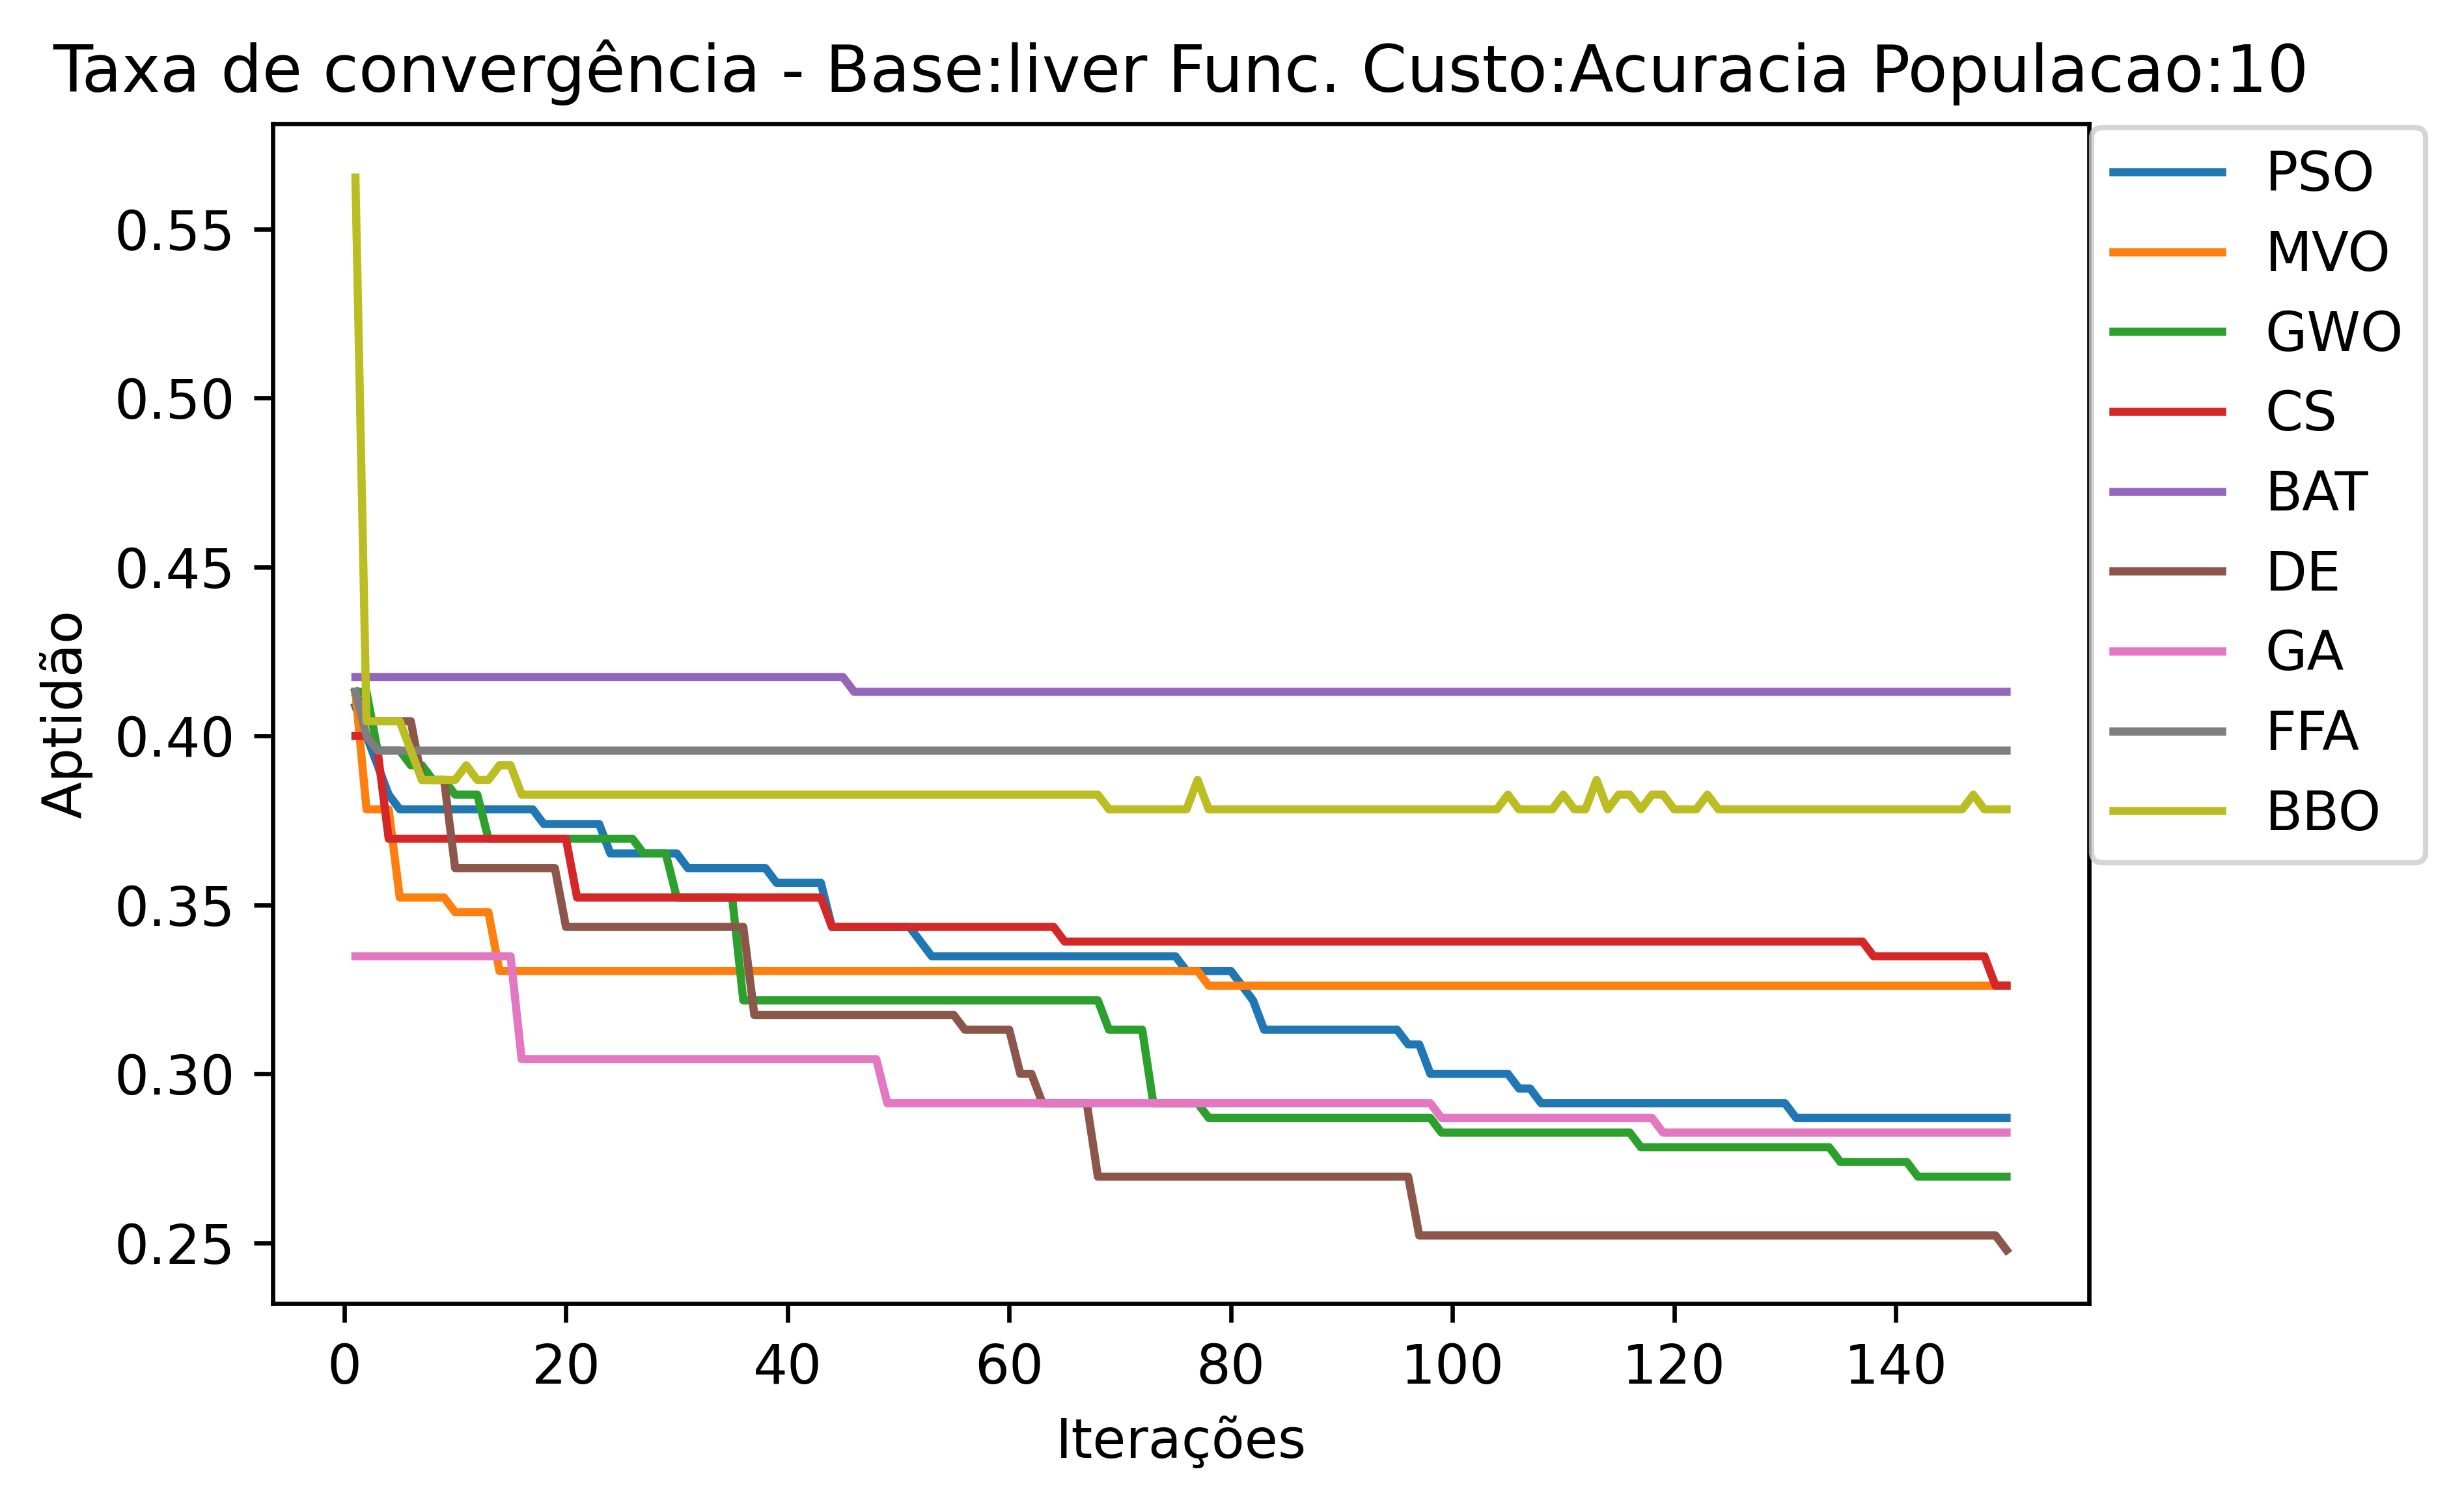 Taxa de convergência - Base:liver Func. Custo:Acuracia Populacao:10
PSO
MVO
GWO
CS
BAT
DE
GA
FFA
BBO
Aptidão
0.55
0.50
0.45
0.40
0.35
0.30
0.25
0 20 40 60 80 100 120 140
Iterações